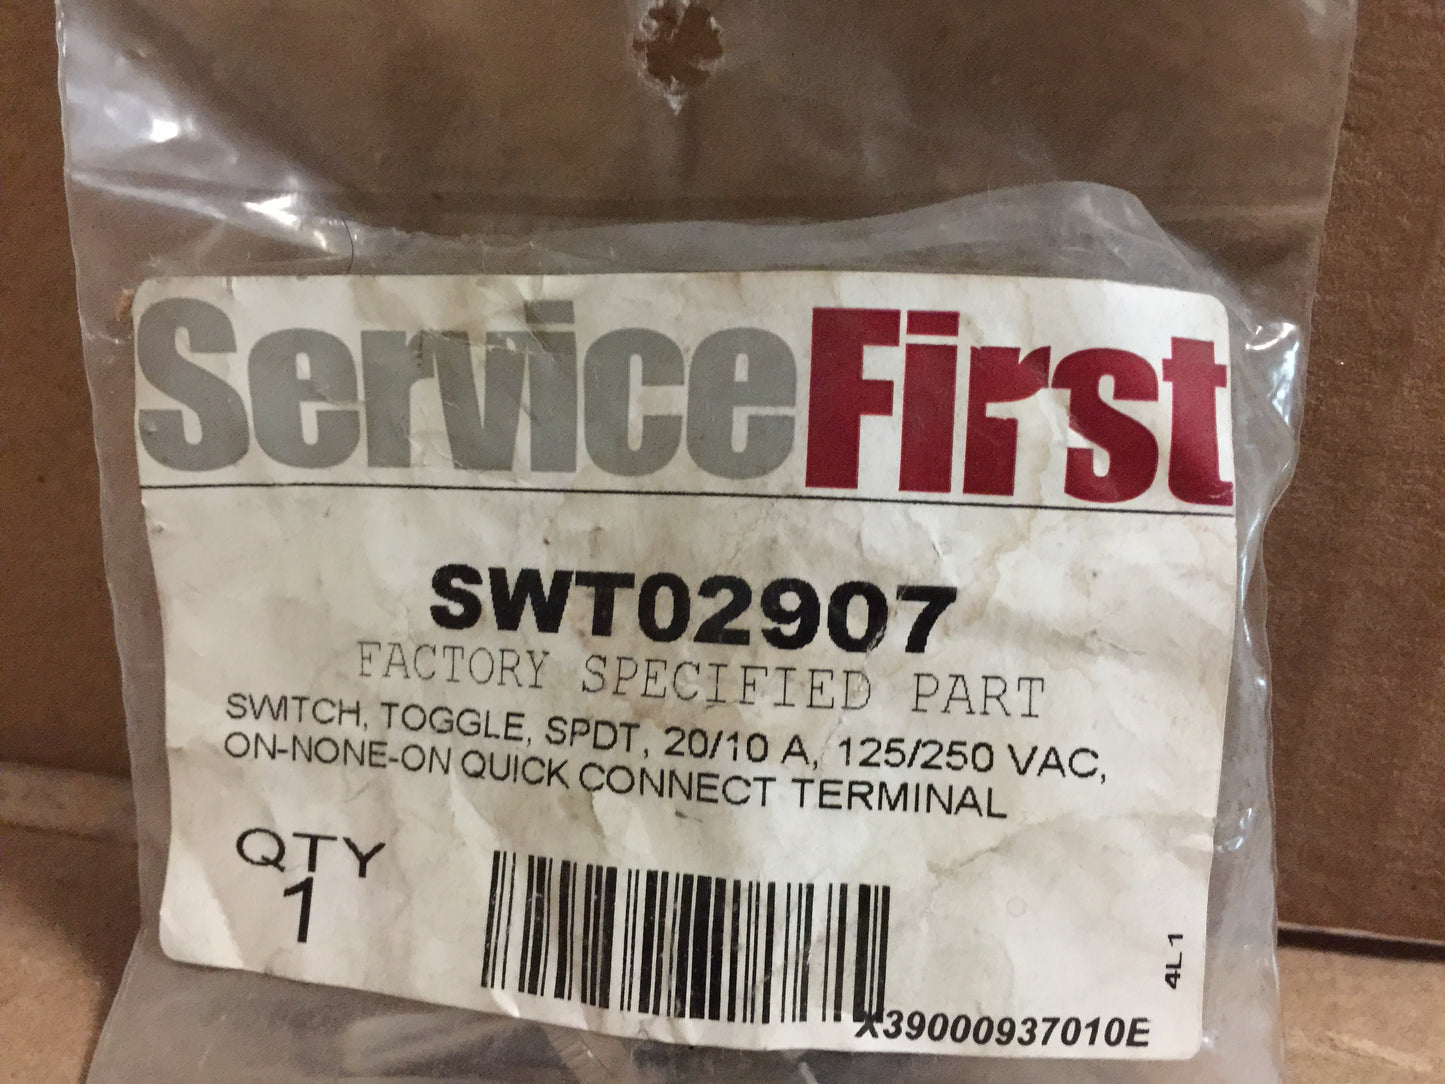 ServiceFirst
SWT02907
FACTORY SPECIFIED PART
SWITCH, TOGGLE, SPDT, 20/10 A, 125/250 VAC,
ON-NONE-ON QUICK CONNECT TERMINAL
QTY
1
4L1
X39000937010E